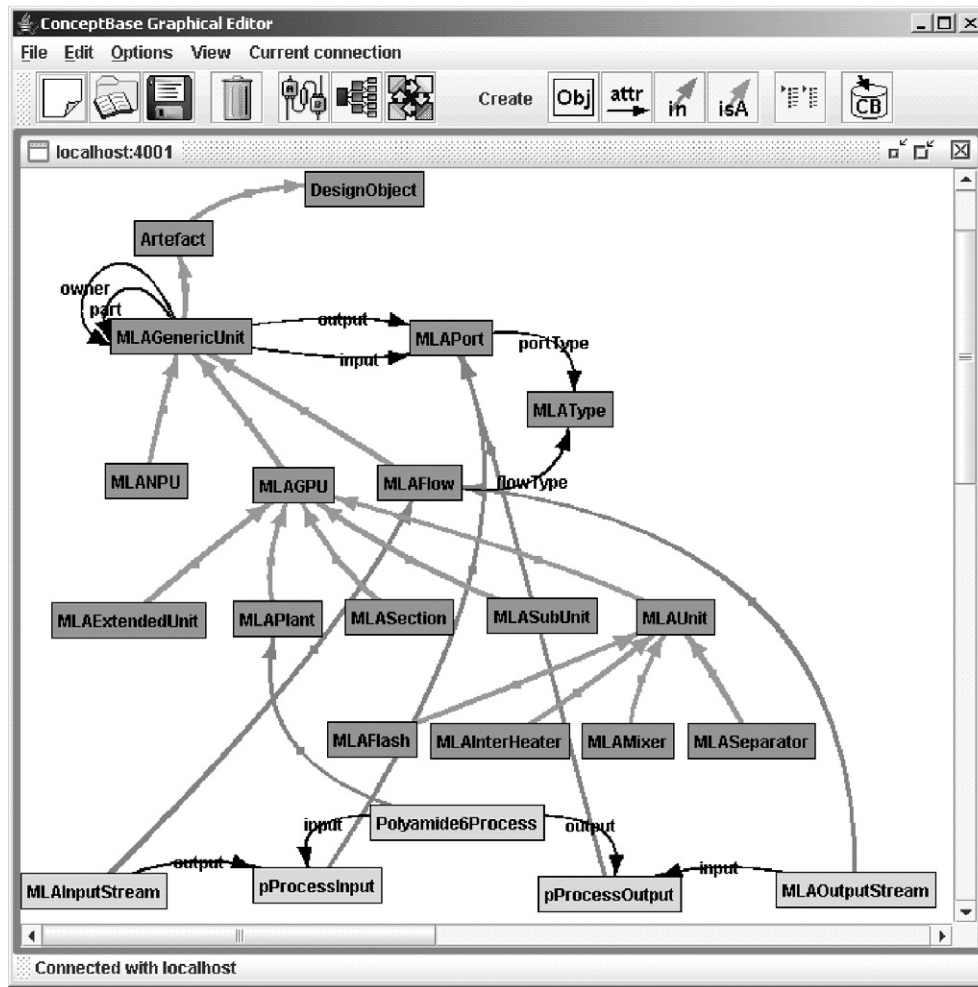 ConceptBase Graphical Editor
File Edit Options View Current connection
Create Obj attr in isA CB
localhost:4001
DesignObject
Artefact
owner
part
MLAGenericUnit
output
input
MLAPort
portType
MLAType
MLANPU
MLAGPU
MLAFlow
flowType
MLAExtendedUnit
MLAPlant
MLASection
MLASubUnit
MLAUnit
MLAFlash
MLAInterHeater
MLAMixer
MLASeparator
Polyamide6Process
input
output
output
input
MLAInputStream
pProcessInput
pProcessOutput
MLAOutputStream
Connected with localhost